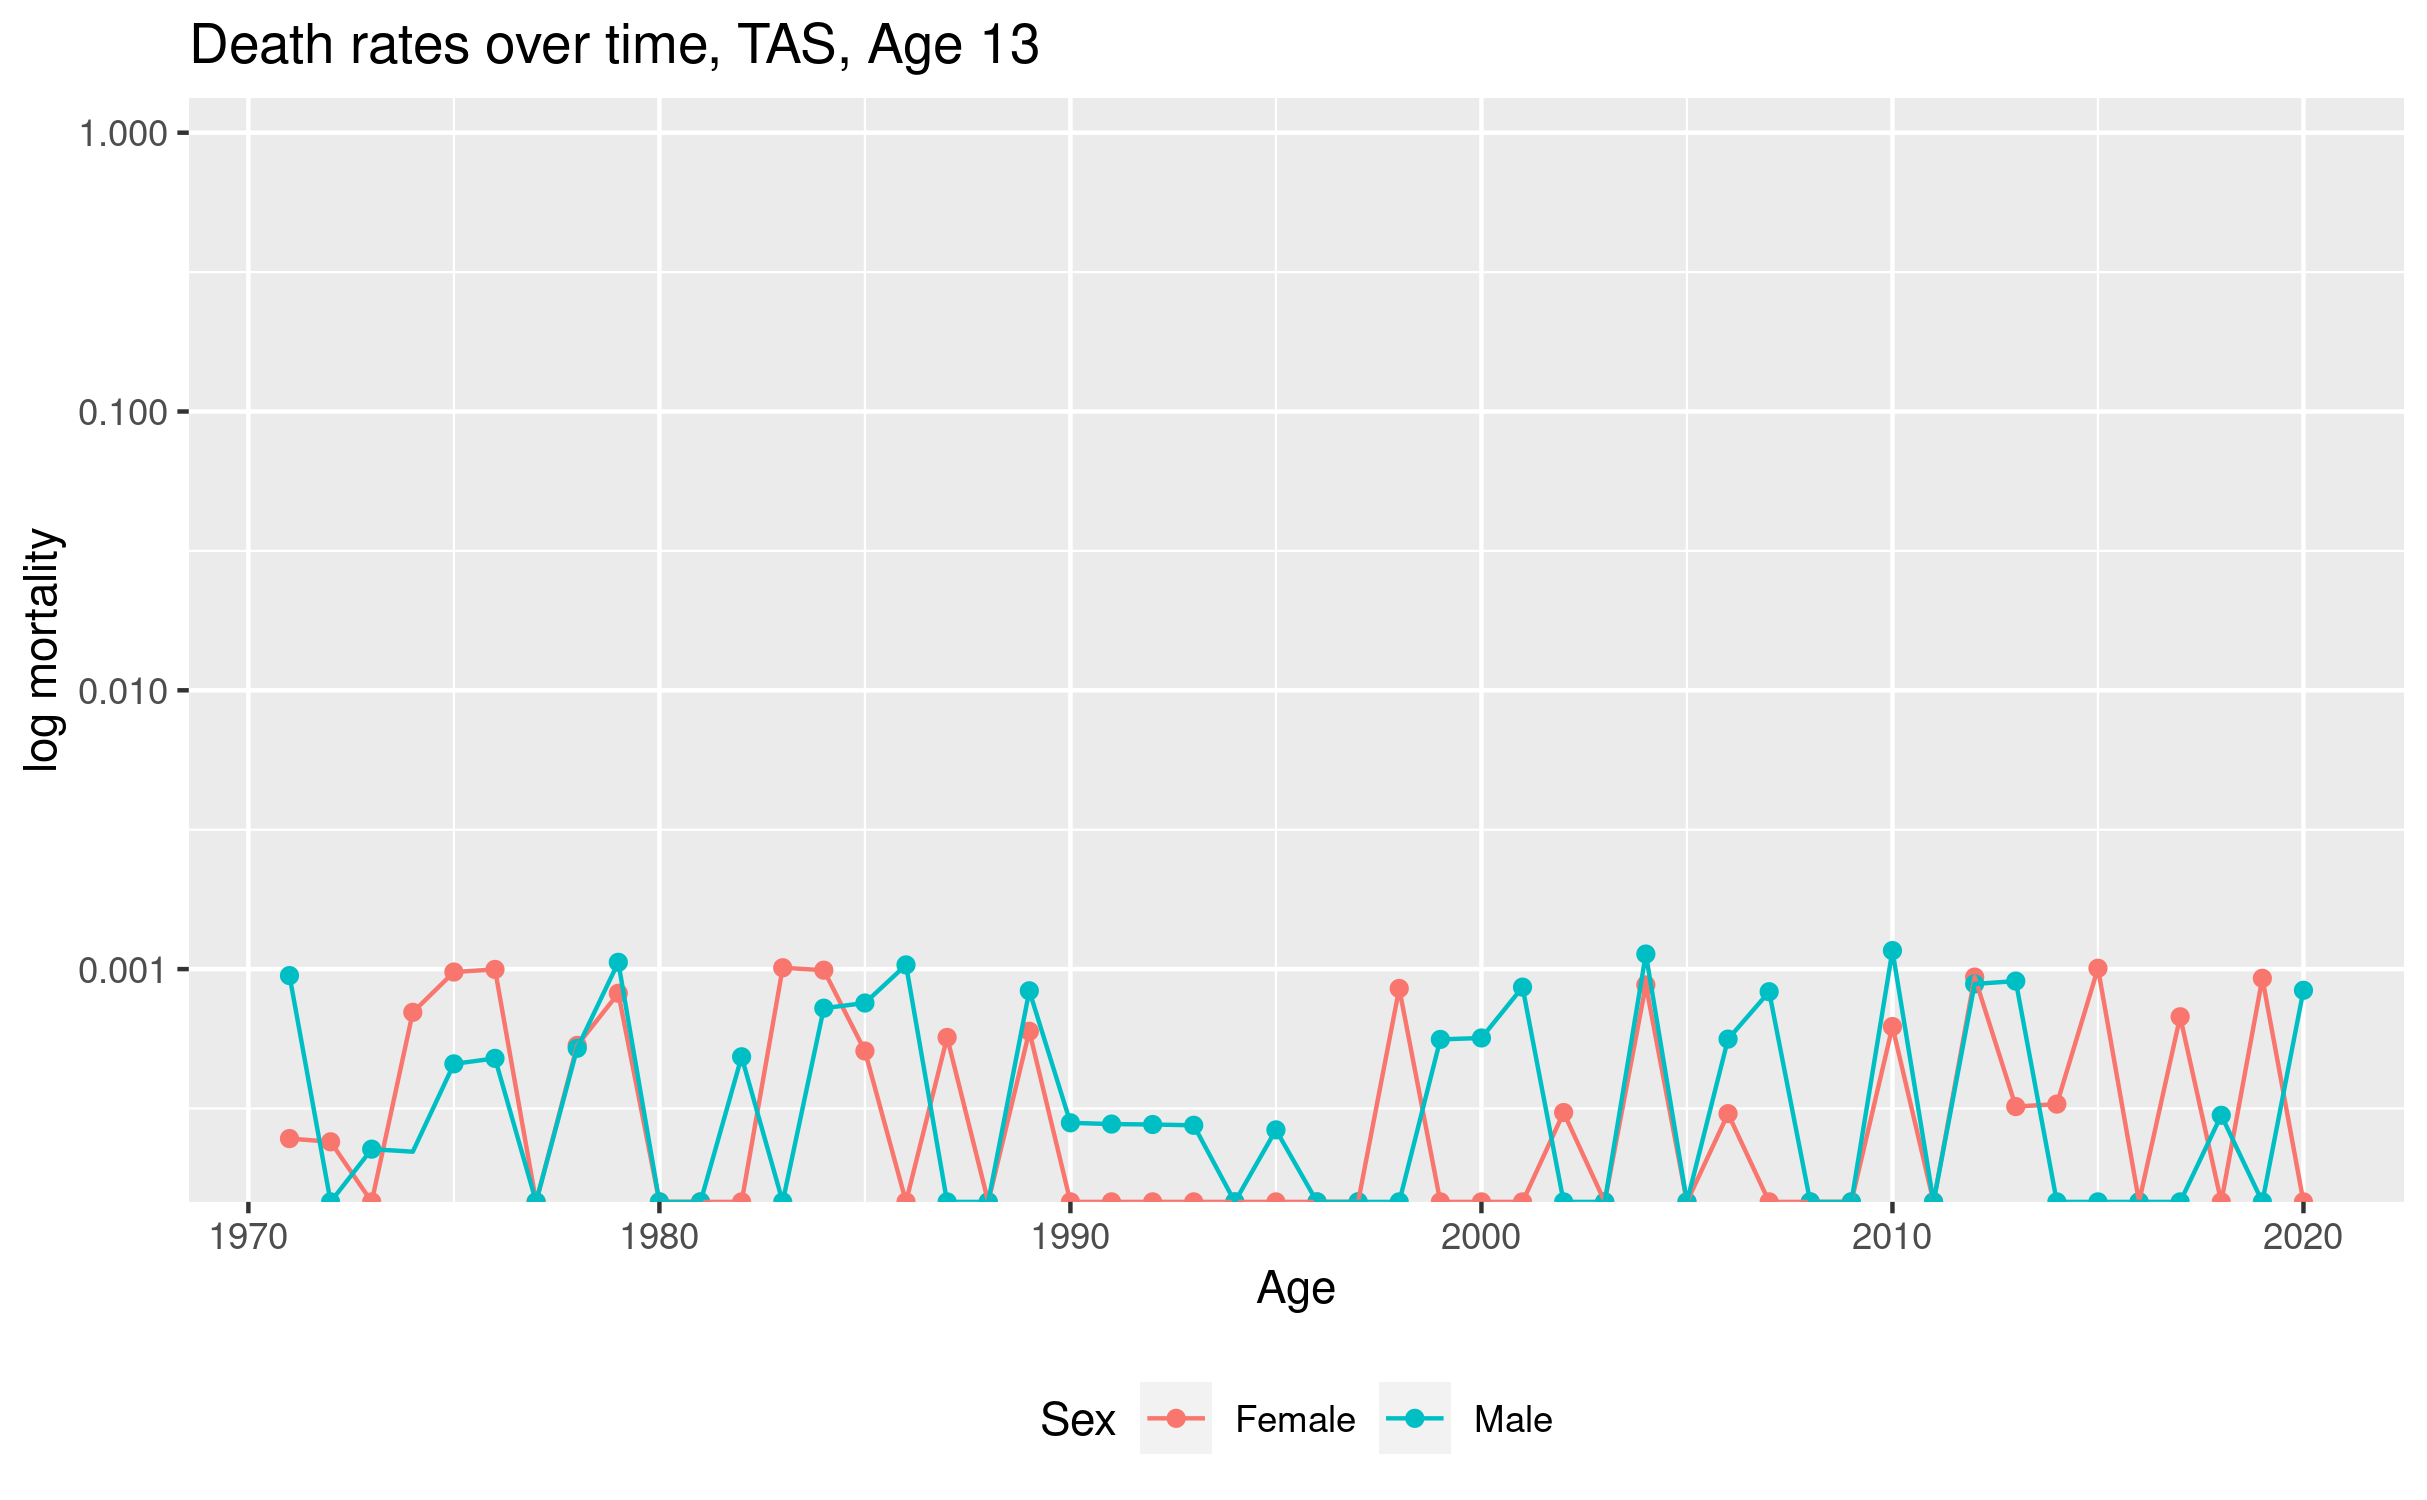 Death rates over time, TAS, Age 13
log mortality
1.000
0.100
0.010
0.001
1970 1980 1990 2000 2010 2020
Age
Sex Female Male